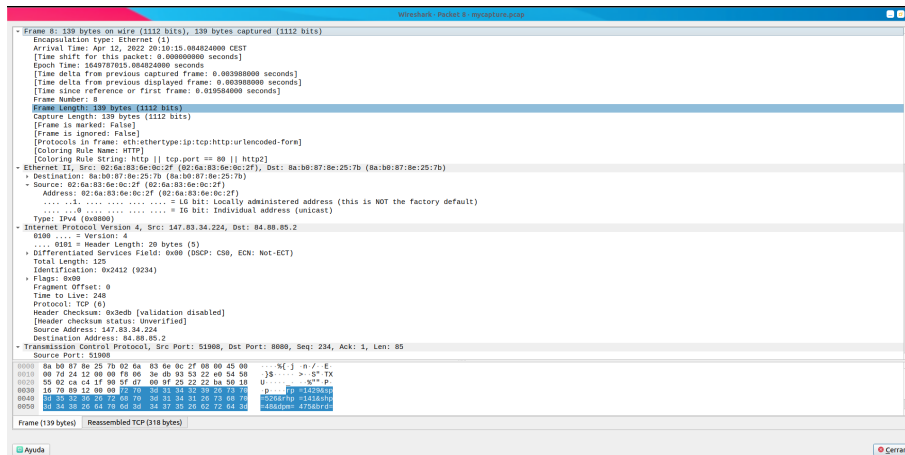 Wireshark · Packet 8 · mycapture.pcap
Frame 8: 139 bytes on wire (1112 bits), 139 bytes captured (1112 bits)
Encapsulation type: Ethernet (1)
Arrival Time: Apr 12, 2022 20:10:15.084824000 CEST
[Time shift for this packet: 0.000000000 seconds]
Epoch Time: 1649787015.084824000 seconds
[Time delta from previous captured frame: 0.003988000 seconds]
[Time delta from previous displayed frame: 0.003988000 seconds]
[Time since reference or first frame: 0.019584000 seconds]
Frame Number: 8
Frame Length: 139 bytes (1112 bits)
Capture Length: 139 bytes (1112 bits)
[Frame is marked: False]
[Frame is ignored: False]
[Protocols in frame: eth:ethertype:ip:tcp:http:urlencoded-form]
[Coloring Rule Name: HTTP]
[Coloring Rule String: http || tcp.port == 80 || http2]
Ethernet II, Src: 02:6a:83:6e:0c:2f (02:6a:83:6e:0c:2f), Dst: 8a:b0:87:8e:25:7b (8a:b0:87:8e:25:7b)
Destination: 8a:b0:87:8e:25:7b (8a:b0:87:8e:25:7b)
Source: 02:6a:83:6e:0c:2f (02:6a:83:6e:0c:2f)
Address: 02:6a:83:6e:0c:2f (02:6a:83:6e:0c:2f)
.... ..1. .... .... .... .... = LG bit: Locally administered address (this is NOT the factory default)
.... ...0 .... .... .... .... = IG bit: Individual address (unicast)
Type: IPv4 (0x0800)
Internet Protocol Version 4, Src: 147.83.34.224, Dst: 84.88.85.2
0100 .... = Version: 4
.... 0101 = Header Length: 20 bytes (5)
Differentiated Services Field: 0x00 (DSCP: CS0, ECN: Not-ECT)
Total Length: 125
Identification: 0x2412 (9234)
Flags: 0x00
Fragment Offset: 0
Time to Live: 248
Protocol: TCP (6)
Header Checksum: 0x3edb [validation disabled]
[Header checksum status: Unverified]
Source Address: 147.83.34.224
Destination Address: 84.88.85.2
Transmission Control Protocol, Src Port: 51908, Dst Port: 8080, Seq: 234, Ack: 1, Len: 85
Source Port: 51908
0000 8a b0 87 8e 25 7b 02 6a 83 6e 0c 2f 08 00 45 00 ····%{·j ·n·/··E·
0010 00 7d 24 12 00 00 f8 06 3e db 93 53 22 e0 54 58 ·}$····· >··S"·TX
0020 55 02 ca c4 1f 90 5f d7 00 9f 25 22 22 ba 50 18
0030 16 70 89 12 00 00 72 70 3d 31 34 32 39 26 73 70 ·p····rp =1429&sp
0040 3d 35 32 36 26 72 68 70 3d 31 34 31 26 73 68 70 =526&rhp =141&shp
0050 3d 34 38 26 64 70 6d 3d 34 37 35 26 62 72 64 3d =48&dpm= 475&brd=
Frame (139 bytes) Reassembled TCP (318 bytes)
Ayuda
Cerrar